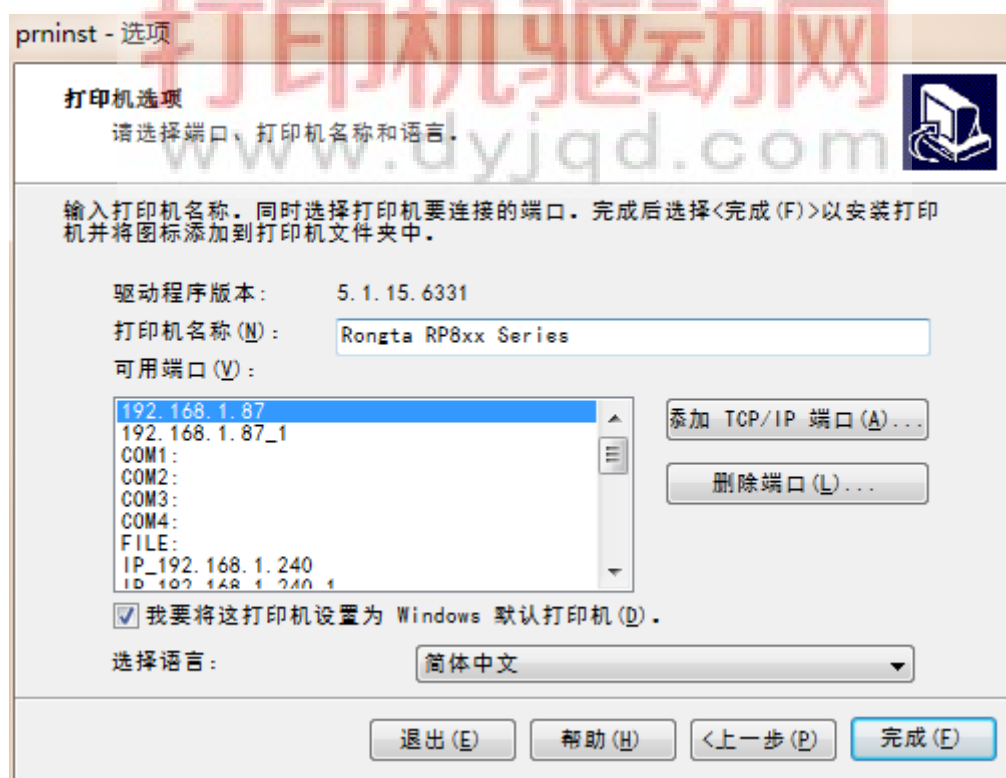 打印机驱动网
prninst - 选项
打印机选项
请选择端口、打印机名称和语言.
www.dyjqd.com
输入打印机名称. 同时选择打印机要连接的端口. 完成后选择<完成(F)>以安装打印
机并将图标添加到打印机文件夹中.
驱动程序版本: 5.1.15.6331
打印机名称(N): Rongta RP8xx Series
可用端口(V):
192.168.1.87
192.168.1.87_1
COM1:
COM2:
COM3:
COM4:
FILE:
IP_192.168.1.240
IP_192.168.1.240_1
添加 TCP/IP 端口(A)...
删除端口(L)...
我要将这打印机设置为 Windows 默认打印机(D).
选择语言: 简体中文
退出(E) 帮助(H) <上一步(P) 完成(F)